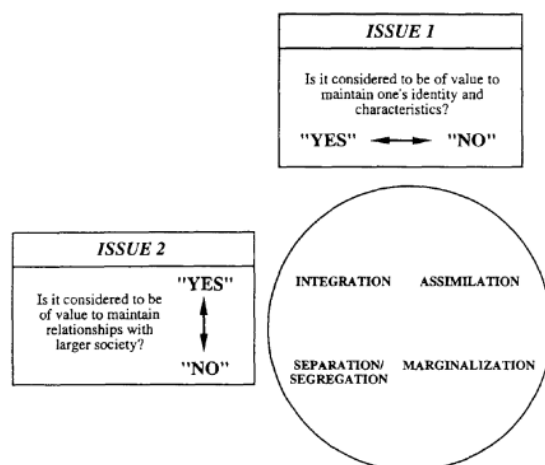 ISSUE 1
Is it considered to be of value to
maintain one's identity and
characteristics?
"YES" "NO"
ISSUE 2
Is it considered to be
of value to maintain
relationships with
larger society?
"YES"
"NO"
INTEGRATION ASSIMILATION
SEPARATION/
SEGREGATION
MARGINALIZATION